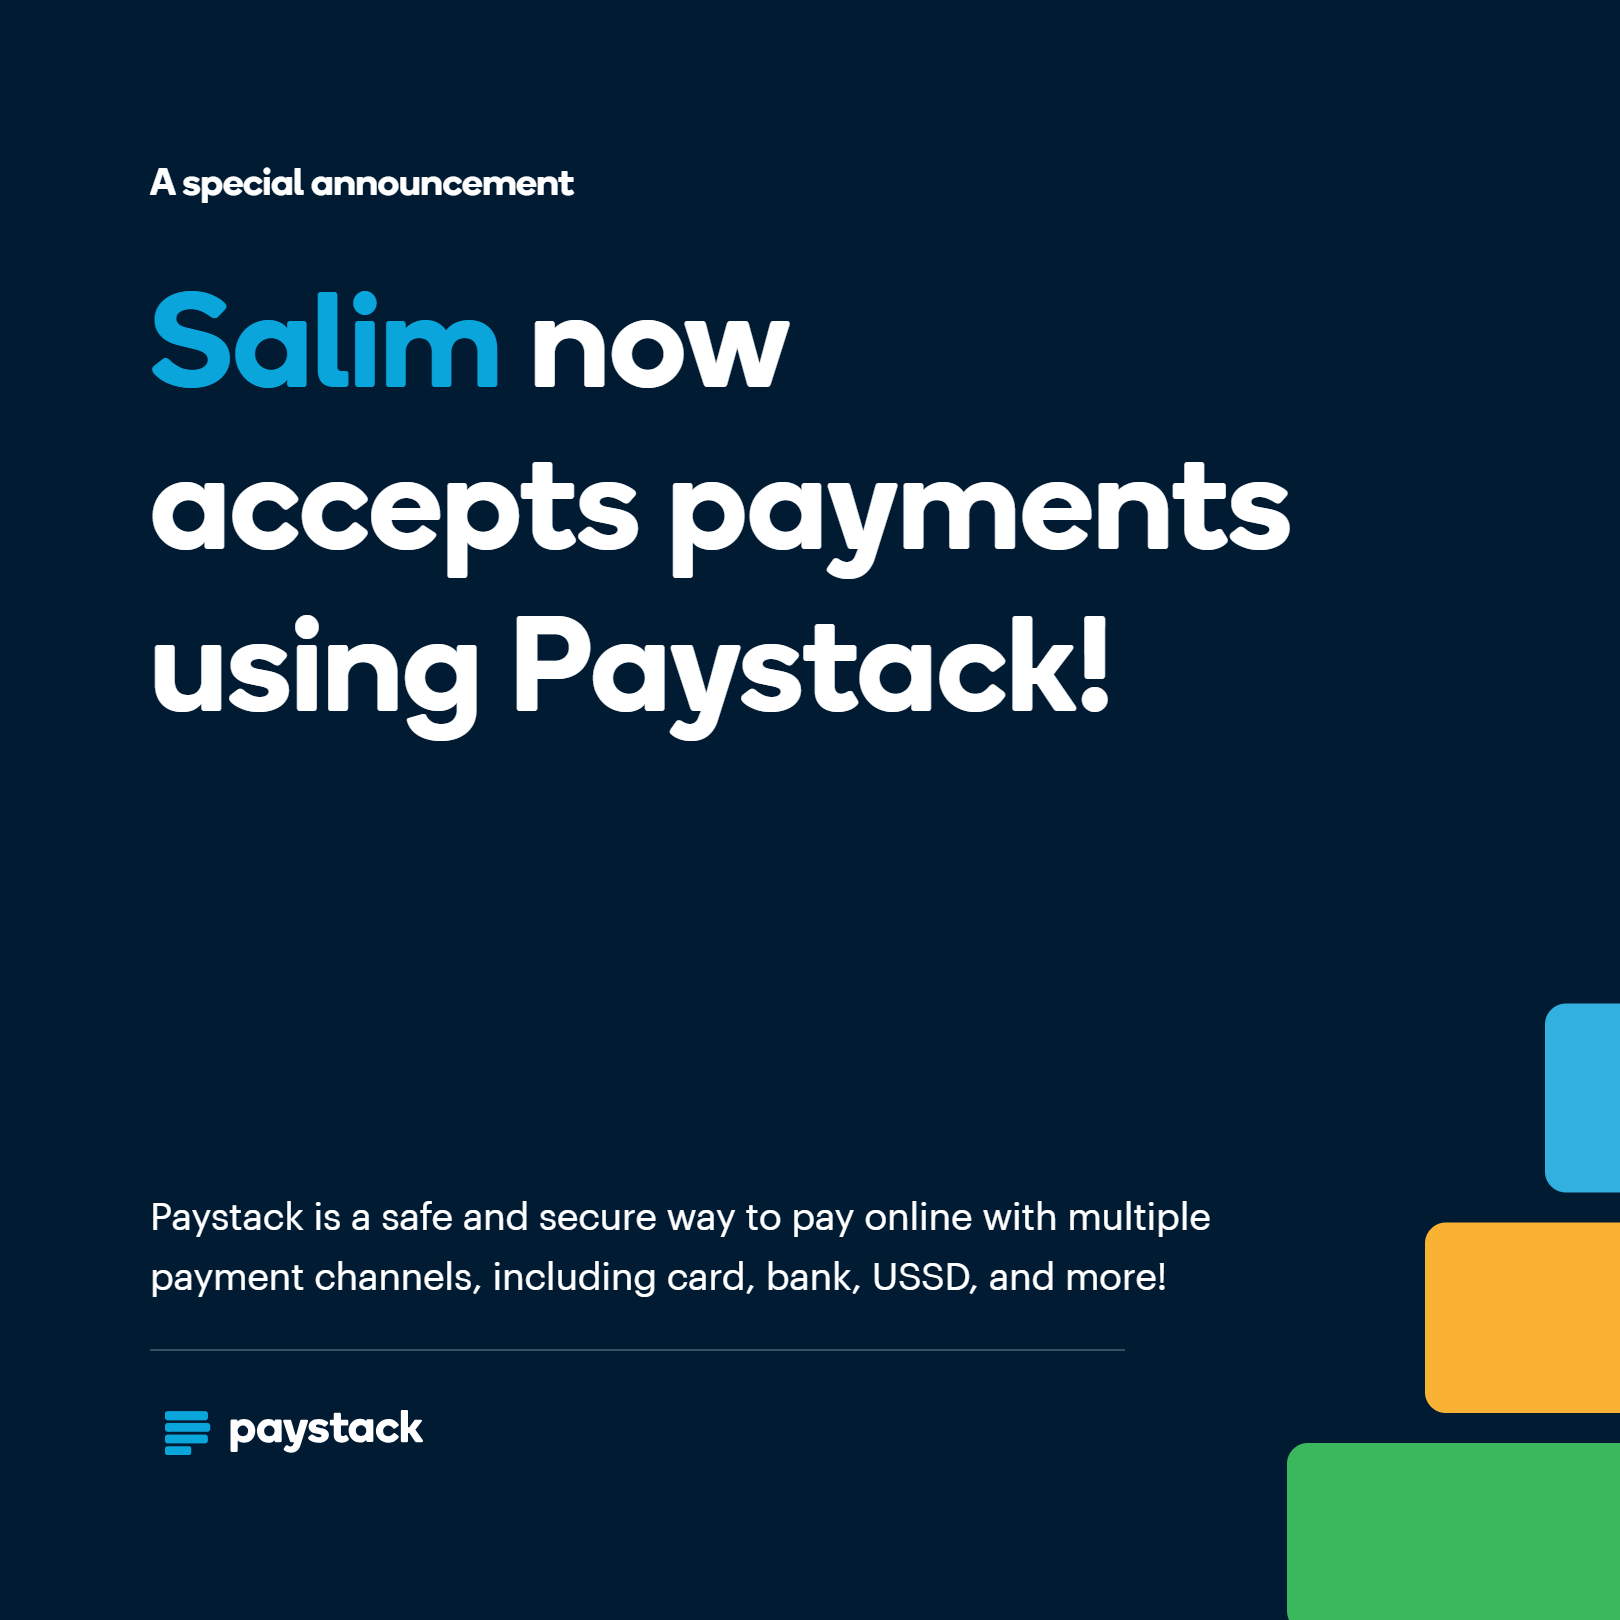 A special announcement
Salim now
accepts payments
using Paystack!
Paystack is a safe and secure way to pay online with multiple
payment channels, including card, bank, USSD, and more!
paystack